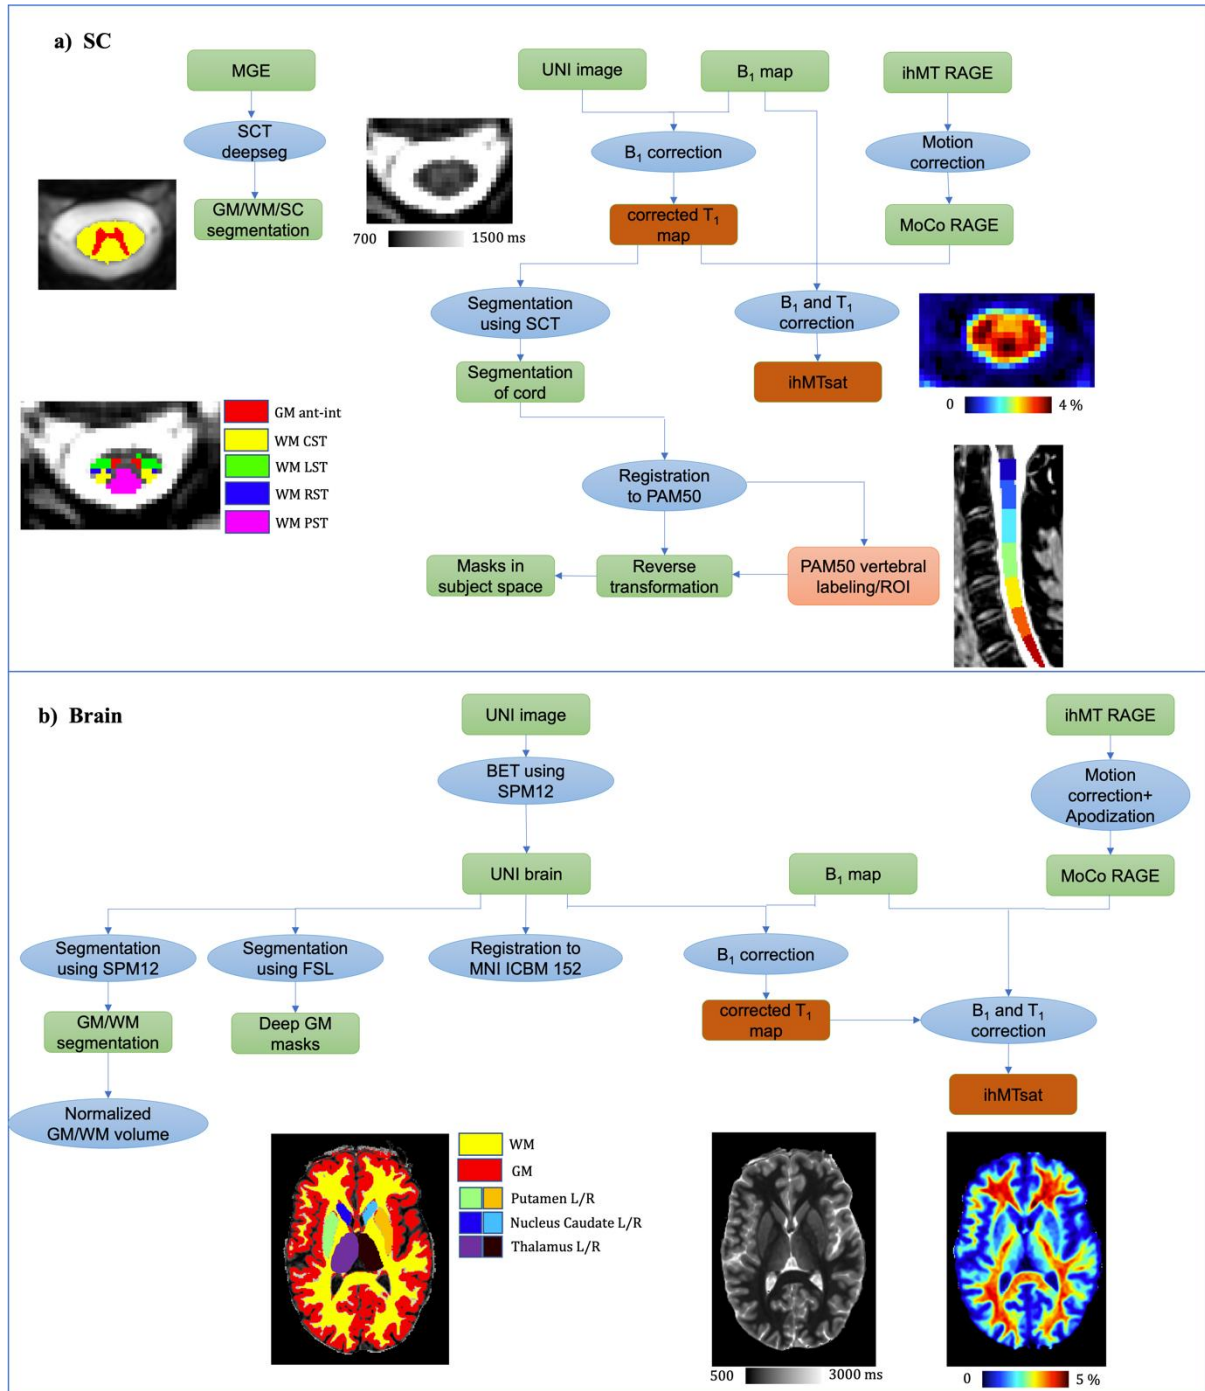 a) SC
MGE
UNI image
B₁ map
ihMT RAGE
SCT
deepseg
B₁ correction
Motion
correction
GM/WM/SC
segmentation
corrected T₁
map
MoCo RAGE
700
1500 ms
Segmentation
using SCT
B₁ and T₁
correction
Segmentation
of cord
ihMTsat
0
4 %
GM ant-int
WM CST
WM LST
WM RST
WM PST
Registration
to PAM50
Masks in
subject space
Reverse
transformation
PAM50 vertebral
labeling/ROI
b) Brain
UNI image
ihMT RAGE
BET using
SPM12
Motion
correction+
Apodization
UNI brain
B₁ map
MoCo RAGE
Segmentation
using SPM12
Segmentation
using FSL
Registration to
MNI ICBM 152
B₁ correction
GM/WM
segmentation
Deep GM
masks
corrected T₁
map
B₁ and T₁
correction
Normalized
GM/WM volume
ihMTsat
WM
GM
Putamen L/R
Nucleus Caudate L/R
Thalamus L/R
500
3000 ms
0
5 %